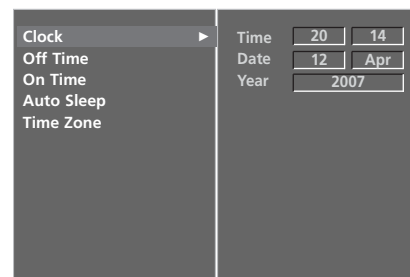 Clock
Off Time
On Time
Auto Sleep
Time Zone
Time 20 14
Date 12 Apr
Year 2007